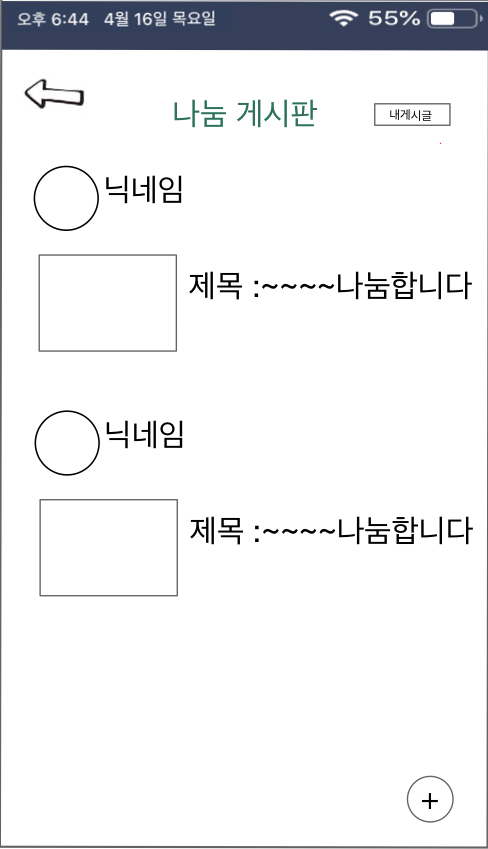 오후 6:44 4월 16일 목요일 55%
나눔 게시판 내게시글
닉네임
제목 :~~~~나눔합니다
닉네임
제목 :~~~~나눔합니다
+